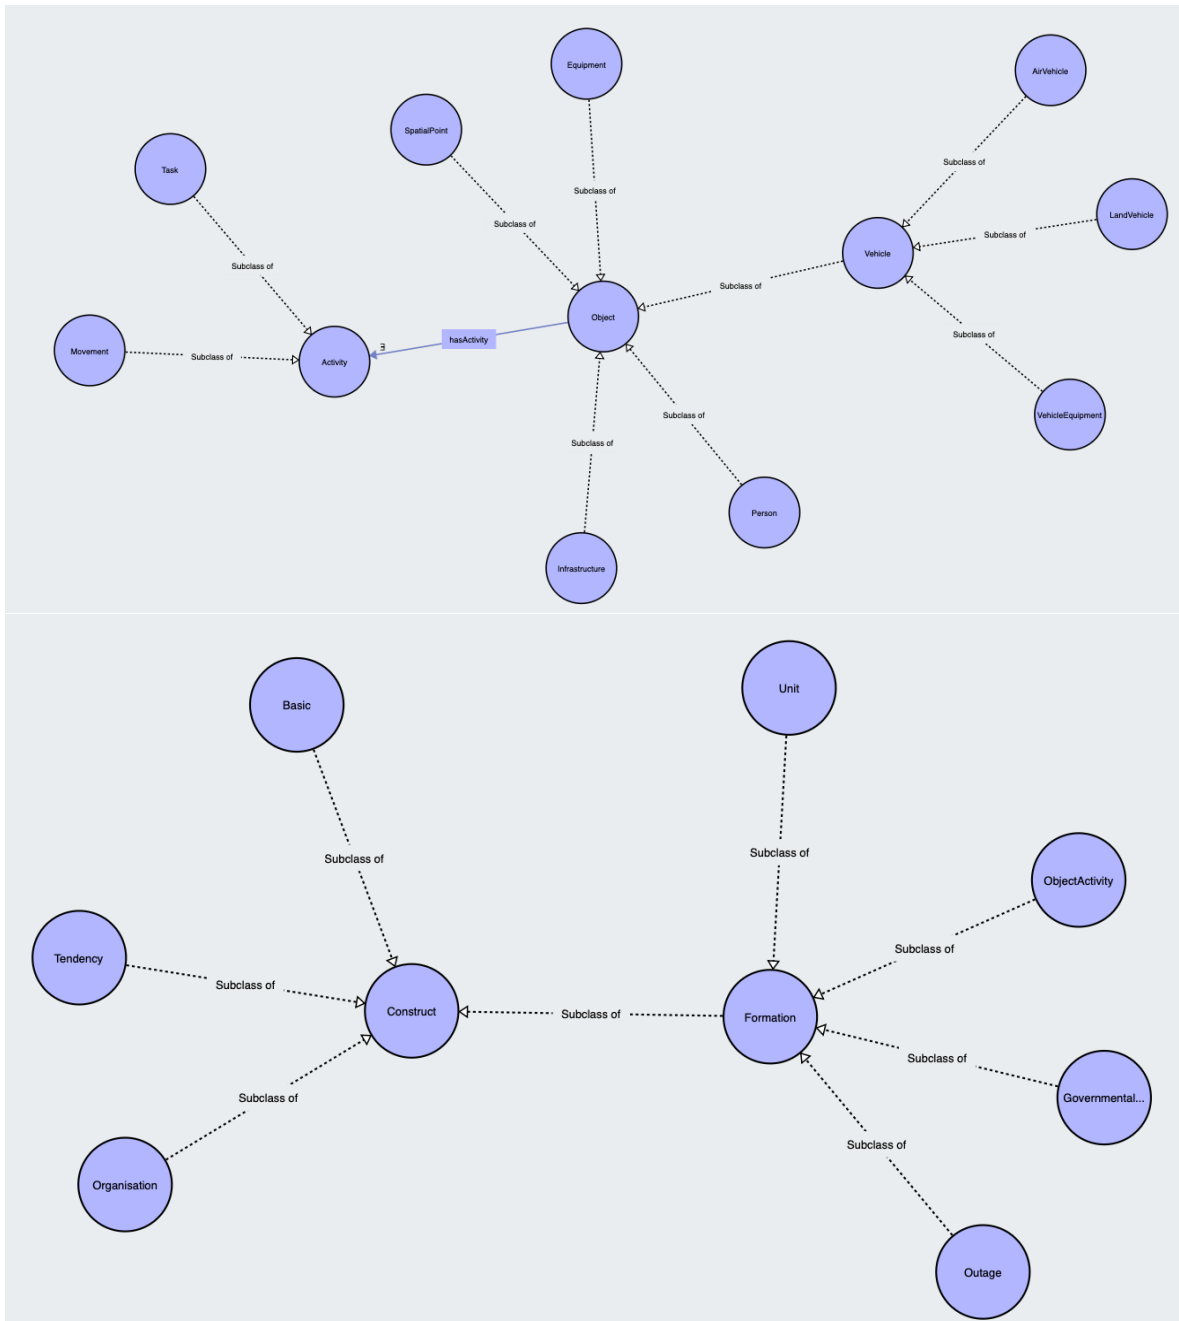 Equipment
AirVehicle
SpatialPoint
Task
Subclass of
Subclass of
LandVehicle
Subclass of
Subclass of
Vehicle
Subclass of
Subclass of
Object
hasActivity
Movement
Subclass of
Activity
Subclass of
VehicleEquipment
Subclass of
Subclass of
Person
Infrastructure
Unit
Basic
Subclass of
Subclass of
ObjectActivity
Subclass of
Tendency
Subclass of
Construct
Subclass of
Formation
Subclass of
Subclass of
Governmental...
Subclass of
Organisation
Outage